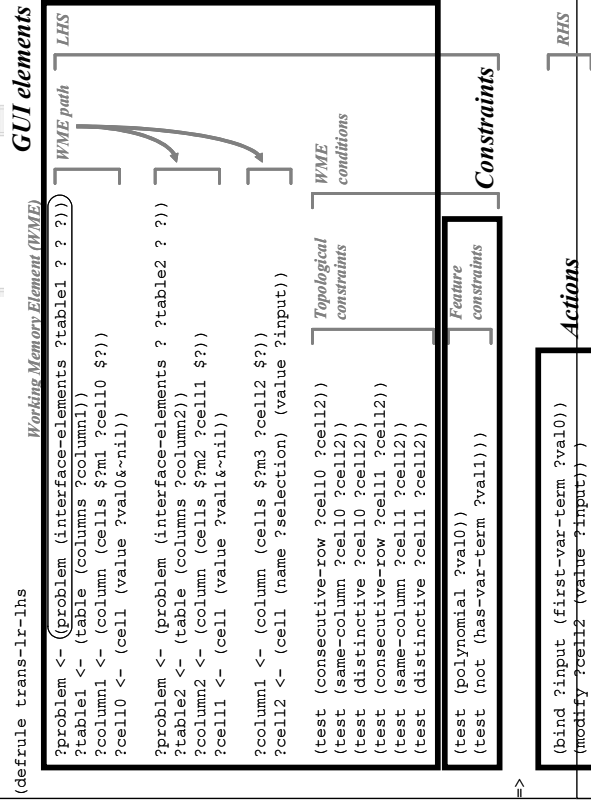 (defrule trans-lr-lhs
GUI elements
Working Memory Element (WME)
?problem <- (problem (interface-elements ?table1 ? ? ?))
?table1 <- (table (columns ?column1))
?column1 <- (column (cells $?m1 ?cell0 $?))
?cell0 <- (cell (value ?val0&~nil))
WME path
LHS
?problem <- (problem (interface-elements ? ?table2 ? ?))
?table2 <- (table (columns ?column2))
?column2 <- (column (cells $?m2 ?cell1 $?))
?cell1 <- (cell (value ?val1&~nil))
?column1 <- (column (cells $?m3 ?cell2 $?))
?cell2 <- (cell (name ?selection) (value ?input))
(test (consecutive-row ?cell0 ?cell2))
(test (same-column ?cell0 ?cell2))
(test (distinctive ?cell0 ?cell2))
(test (consecutive-row ?cell1 ?cell2))
(test (same-column ?cell1 ?cell2))
(test (distinctive ?cell1 ?cell2))
Topological
constraints
WME
conditions
(test (polynomial ?val0))
(test (not (has-var-term ?val1)))
Feature
constraints
Constraints
=>
Actions
(bind ?input (first-var-term ?val0))
(modify ?cell2 (value ?input)) )
RHS